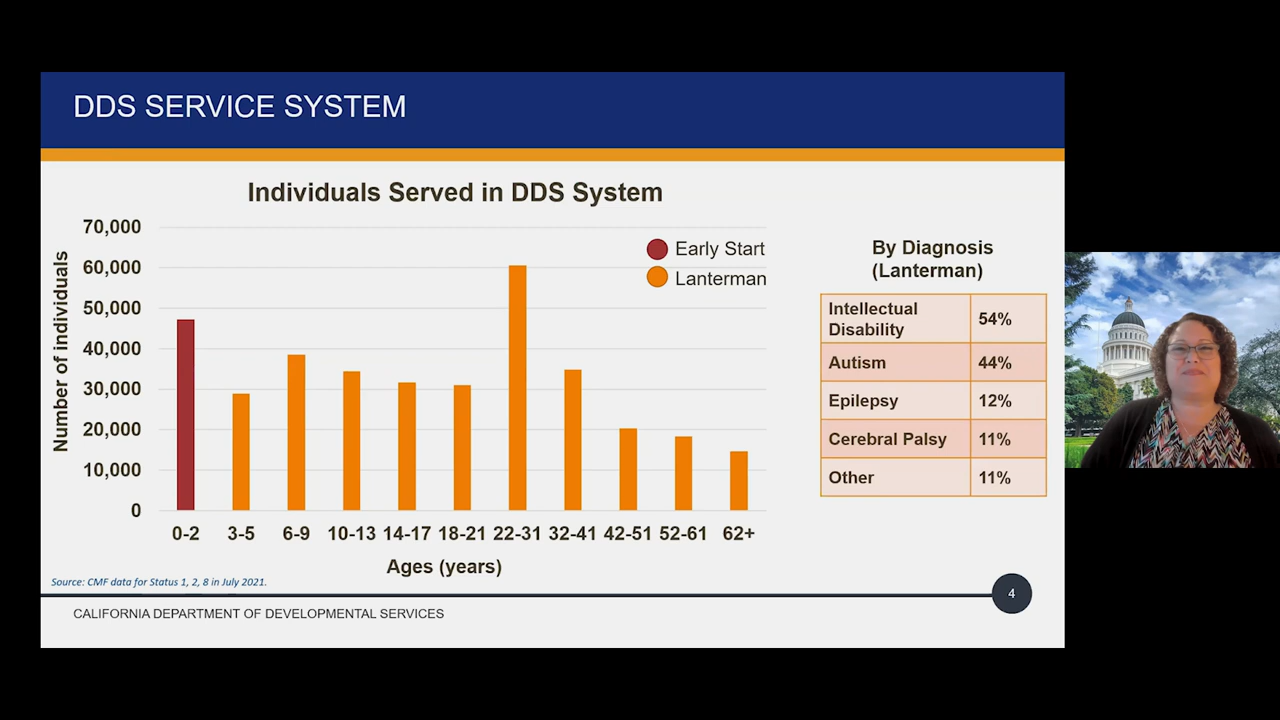 DDS SERVICE SYSTEM
Individuals Served in DDS System
Number of individuals
70,000
60,000
50,000
40,000
30,000
20,000
10,000
0
Early Start
Lanterman
0-2 3-5 6-9 10-13 14-17 18-21 22-31 32-41 42-51 52-61 62+
Ages (years)
By Diagnosis
(Lanterman)
Intellectual
Disability 54%
Autism 44%
Epilepsy 12%
Cerebral Palsy 11%
Other 11%
Source: CMF data for Status 1, 2, 8 in July 2021.
4
CALIFORNIA DEPARTMENT OF DEVELOPMENTAL SERVICES